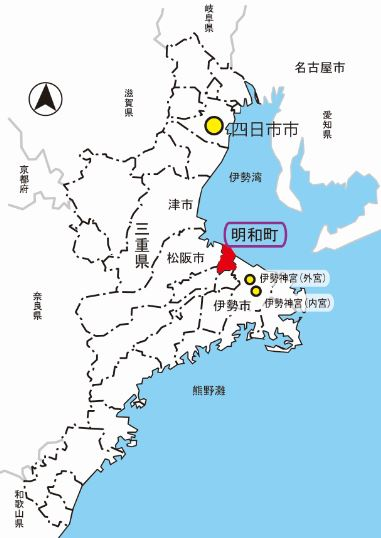 岐阜県
名古屋市
滋賀県
愛知県
四日市市
京都府
伊勢湾
津市
三重県
明和町
松阪市
伊勢神宮（外宮）
伊勢神宮（内宮）
伊勢市
奈良県
熊野灘
和歌山県